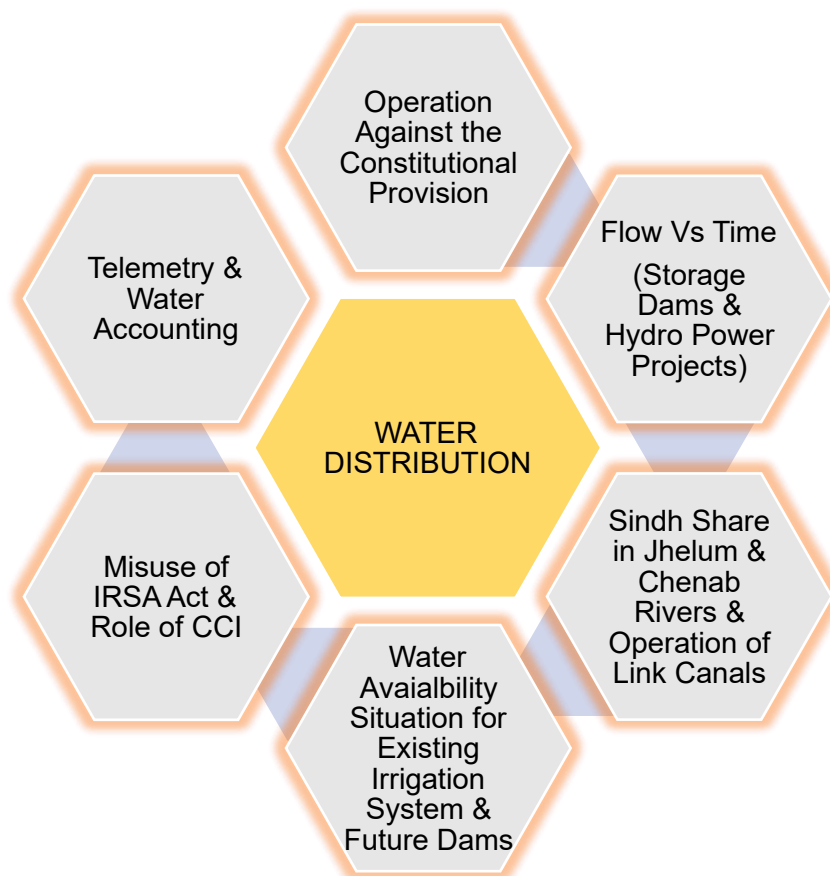 Operation
Against the
Constitutional
Provision
Flow Vs Time
(Storage
Dams &
Hydro Power
Projects)
Sindh Share
in Jhelum &
Chenab
Rivers &
Operation of
Link Canals
Water
Avaialbility
Situation for
Existing
Irrigation
System &
Future Dams
Misuse of
IRSA Act &
Role of CCI
Telemetry &
Water
Accounting
WATER
DISTRIBUTION